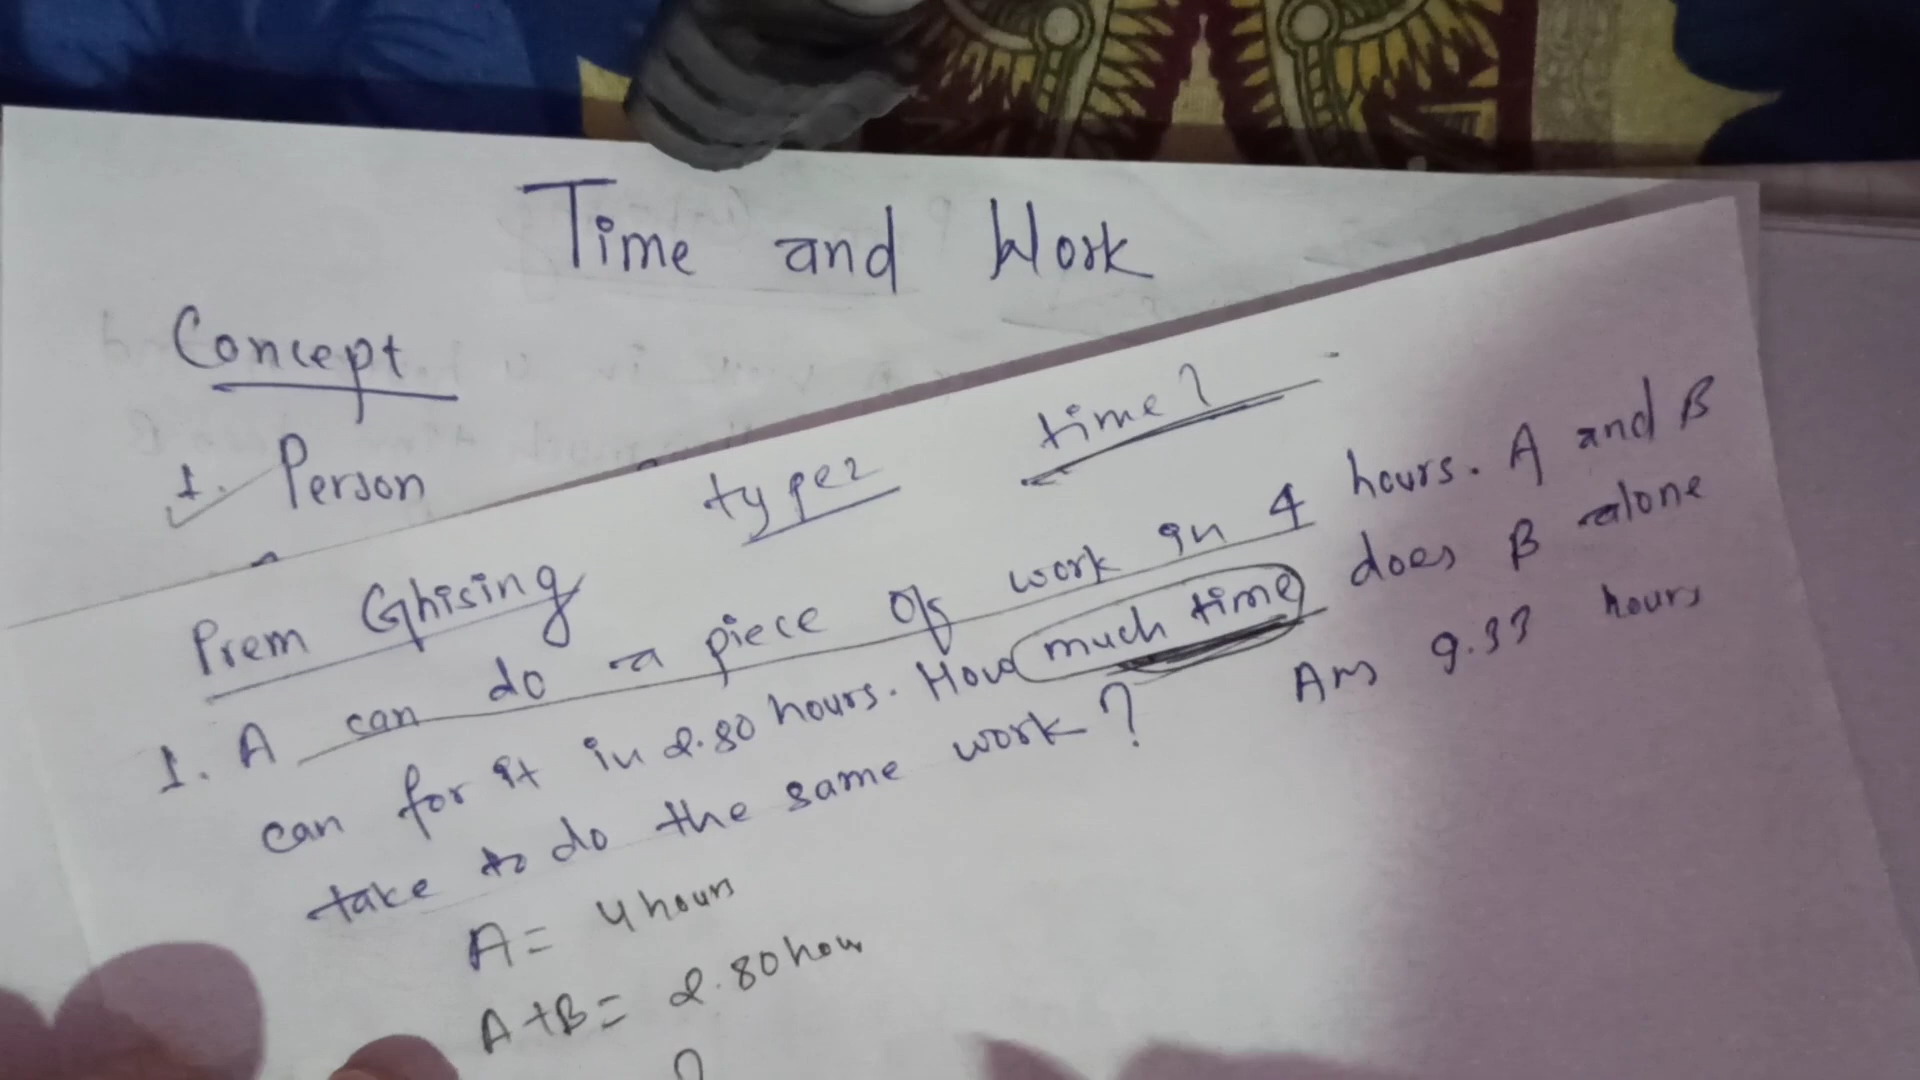 Time and Work
Concept
1. Person
type2 time?
Prem Ghising
1. A can do a piece of work in 4 hours. A and B
can for it in 2.80 hours. How much time does B alone
take to do the same work? Ans 9.33 hours
A = 4 hours
A+B = 2.80 hour
?